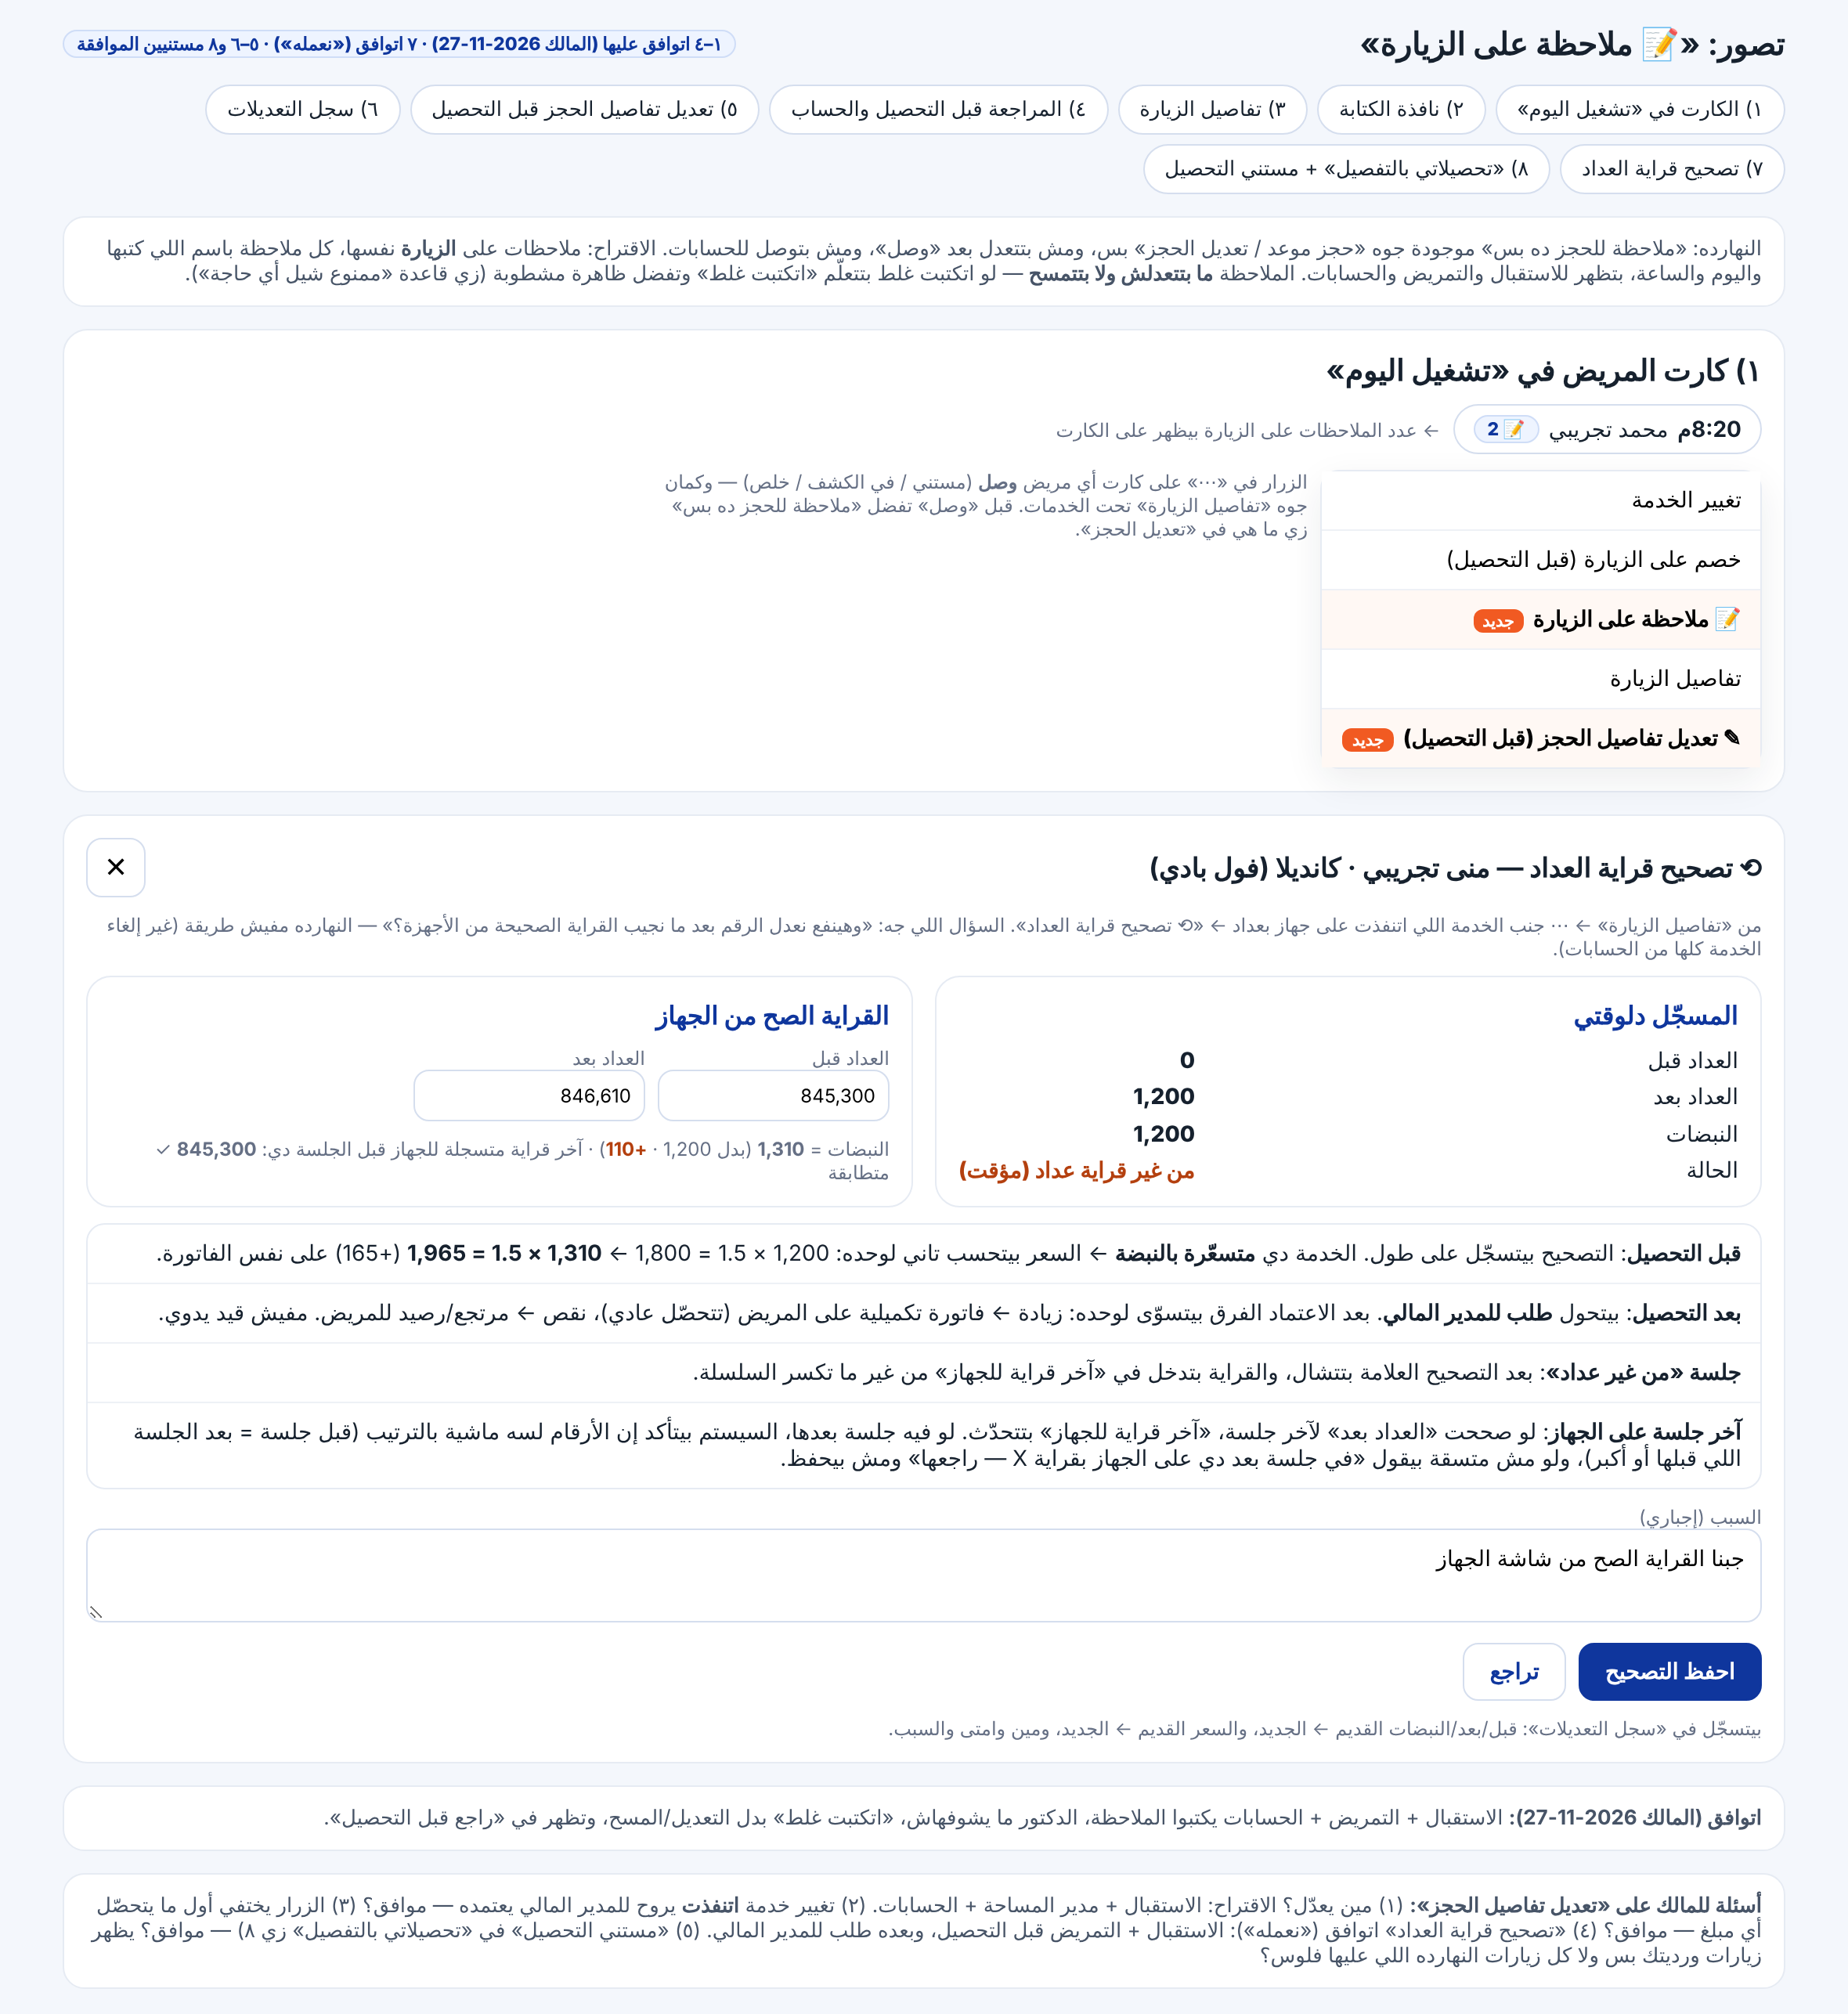 تصور: «📝 ملاحظة على الزيارة»
١–٤ اتوافق عليها (المالك 2026-11-27) · ٧ اتوافق («نعمله») · ٥–٦ و٨ مستنيين الموافقة
١) الكارت في «تشغيل اليوم»
٢) نافذة الكتابة
٣) تفاصيل الزيارة
٤) المراجعة قبل التحصيل والحساب
٥) تعديل تفاصيل الحجز قبل التحصيل
٦) سجل التعديلات
٧) تصحيح قراية العداد
٨) «تحصيلاتي بالتفصيل» + مستني التحصيل
النهارده: «ملاحظة للحجز ده بس» موجودة جوه «حجز موعد / تعديل الحجز» بس، ومش بتتعدل بعد «وصل»، ومش بتوصل للحسابات. الاقتراح: ملاحظات على الزيارة نفسها، كل ملاحظة باسم اللي كتبها
واليوم والساعة، بتظهر للاستقبال والتمريض والحسابات. الملاحظة ما بتتعدلش ولا بتتمسح — لو اتكتبت غلط بتتعلّم «اتكتبت غلط» وتفضل ظاهرة مشطوبة (زي قاعدة «ممنوع شيل أي حاجة»).
١) كارت المريض في «تشغيل اليوم»
8:20م محمد تجريبي 📝 2
← عدد الملاحظات على الزيارة بيظهر على الكارت
تغيير الخدمة
خصم على الزيارة (قبل التحصيل)
📝 ملاحظة على الزيارة جديد
تفاصيل الزيارة
✎ تعديل تفاصيل الحجز (قبل التحصيل) جديد
الزرار في «⋯» على كارت أي مريض وصل (مستني / في الكشف / خلص) — وكمان
جوه «تفاصيل الزيارة» تحت الخدمات. قبل «وصل» تفضل «ملاحظة للحجز ده بس»
زي ما هي في «تعديل الحجز».
⟲ تصحيح قراية العداد — منى تجريبي · كانديلا (فول بادي)
✕
من «تفاصيل الزيارة» ← ⋯ جنب الخدمة اللي اتنفذت على جهاز بعداد ← «⟲ تصحيح قراية العداد». السؤال اللي جه: «وهينفع نعدل الرقم بعد ما نجيب القراية الصحيحة من الأجهزة؟» — النهارده مفيش طريقة (غير إلغاء
الخدمة كلها من الحسابات).
المسجّل دلوقتي
العداد قبل 0
العداد بعد 1,200
النبضات 1,200
الحالة من غير قراية عداد (مؤقت)
القراية الصح من الجهاز
العداد قبل العداد بعد
845,300 846,610
النبضات = 1,310 (بدل 1,200 · +110) · آخر قراية متسجلة للجهاز قبل الجلسة دي: 845,300 ✓
متطابقة
قبل التحصيل: التصحيح بيتسجّل على طول. الخدمة دي متسعّرة بالنبضة ← السعر بيتحسب تاني لوحده: 1,200 × 1.5 = 1,800 ← 1,310 × 1.5 = 1,965 (+165) على نفس الفاتورة.
بعد التحصيل: بيتحول طلب للمدير المالي. بعد الاعتماد الفرق بيتسوّى لوحده: زيادة ← فاتورة تكميلية على المريض (تتحصّل عادي)، نقص ← مرتجع/رصيد للمريض. مفيش قيد يدوي.
جلسة «من غير عداد»: بعد التصحيح العلامة بتتشال، والقراية بتدخل في «آخر قراية للجهاز» من غير ما تكسر السلسلة.
آخر جلسة على الجهاز: لو صححت «العداد بعد» لآخر جلسة، «آخر قراية للجهاز» بتتحدّث. لو فيه جلسة بعدها، السيستم بيتأكد إن الأرقام لسه ماشية بالترتيب (قبل جلسة = بعد الجلسة
اللي قبلها أو أكبر)، ولو مش متسقة بيقول «في جلسة بعد دي على الجهاز بقراية X — راجعها» ومش بيحفظ.
السبب (إجباري)
جبنا القراية الصح من شاشة الجهاز
احفظ التصحيح
تراجع
بيتسجّل في «سجل التعديلات»: قبل/بعد/النبضات القديم ← الجديد، والسعر القديم ← الجديد، ومين وامتى والسبب.
اتوافق (المالك 2026-11-27): الاستقبال + التمريض + الحسابات يكتبوا الملاحظة، الدكتور ما يشوفهاش، «اتكتبت غلط» بدل التعديل/المسح، وتظهر في «راجع قبل التحصيل».
أسئلة للمالك على «تعديل تفاصيل الحجز»: (١) مين يعدّل؟ الاقتراح: الاستقبال + مدير المساحة + الحسابات. (٢) تغيير خدمة اتنفذت يروح للمدير المالي يعتمده — موافق؟ (٣) الزرار يختفي أول ما يتحصّل
أي مبلغ — موافق؟ (٤) «تصحيح قراية العداد» اتوافق («نعمله»): الاستقبال + التمريض قبل التحصيل، وبعده طلب للمدير المالي. (٥) «مستني التحصيل» في «تحصيلاتي بالتفصيل» زي ٨) — موافق؟ يظهر
زيارات ورديتك بس ولا كل زيارات النهارده اللي عليها فلوس؟